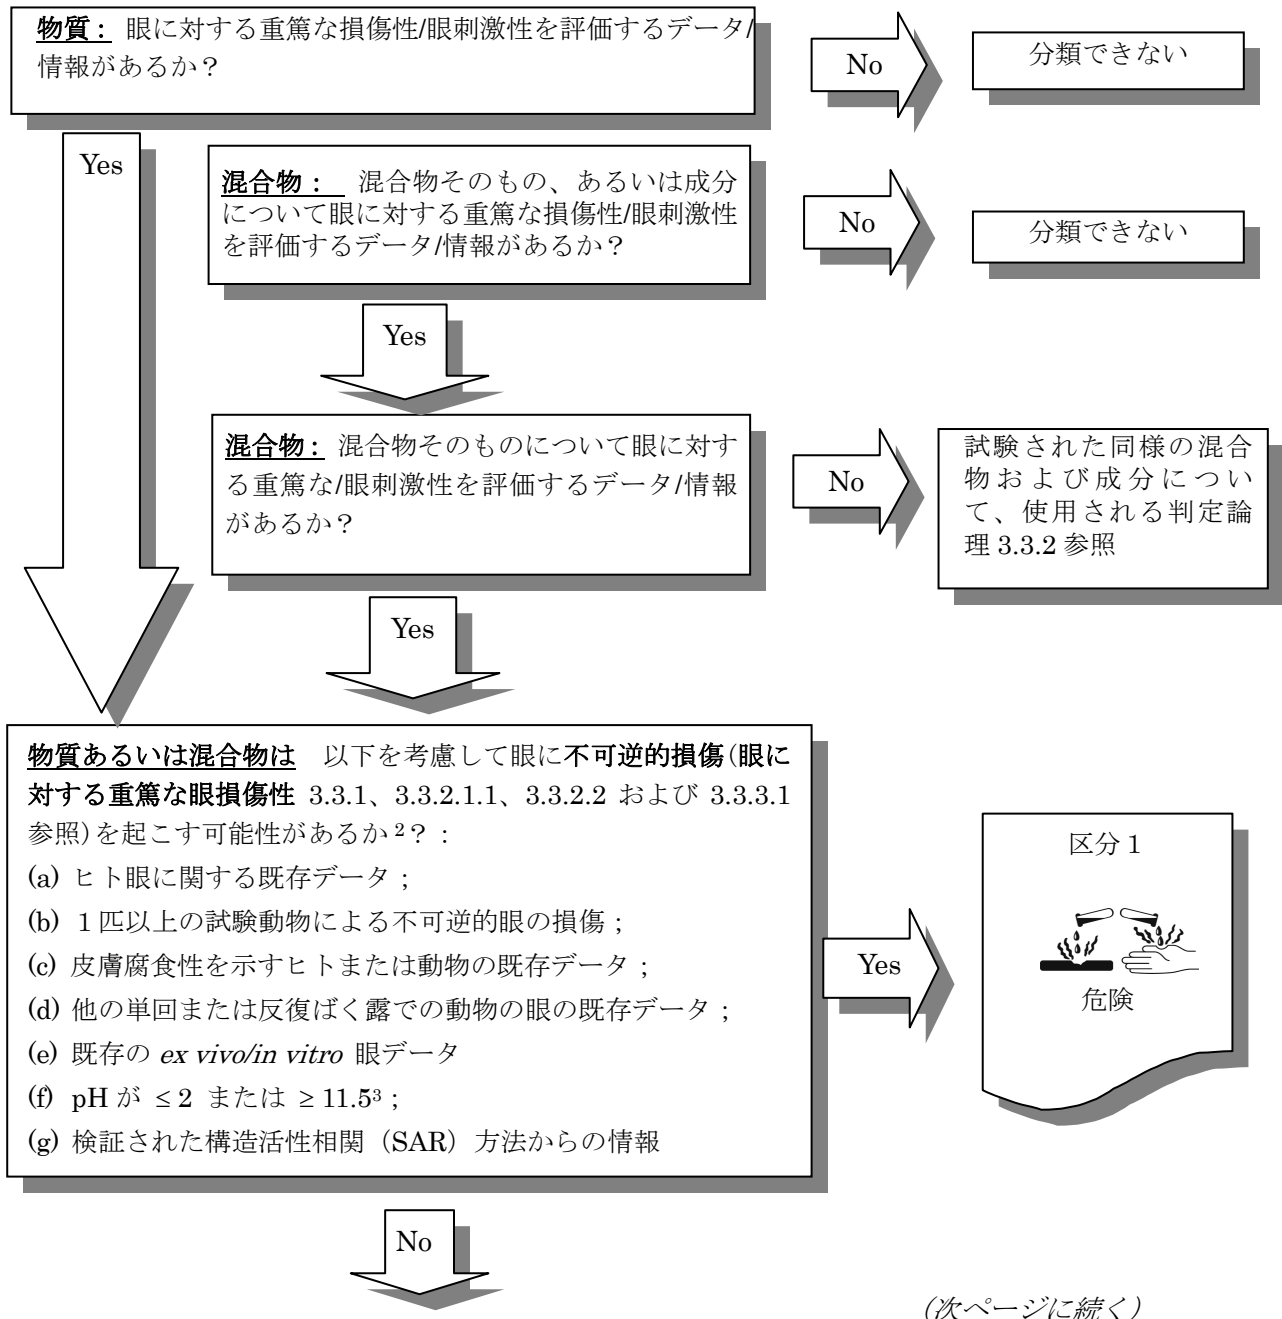 物質： 眼に対する重篤な損傷性/眼刺激性を評価するデータ/
情報があるか？
No
分類できない
Yes
混合物： 混合物そのもの、あるいは成分
について眼に対する重篤な損傷性/眼刺激性
を評価するデータ/情報があるか？
No
分類できない
Yes
混合物： 混合物そのものについて眼に対す
る重篤な/眼刺激性を評価するデータ/情報
があるか？
No
試験された同様の混合
物および成分につい
て、使用される判定論
理 3.3.2 参照
Yes
物質あるいは混合物は 以下を考慮して眼に不可逆的損傷（眼に
対する重篤な眼損傷性 3.3.1、3.3.2.1.1、3.3.2.2 および 3.3.3.1
参照）を起こす可能性があるか ²？：
(a) ヒト眼に関する既存データ；
(b) １匹以上の試験動物による不可逆的眼の損傷；
(c) 皮膚腐食性を示すヒトまたは動物の既存データ；
(d) 他の単回または反復ばく露での動物の眼の既存データ；
(e) 既存の ex vivo/in vitro 眼データ
(f) pH が ≤ 2 または ≥ 11.5³；
(g) 検証された構造活性相関（SAR）方法からの情報
Yes
区分 1
危険
No
（次ページに続く）